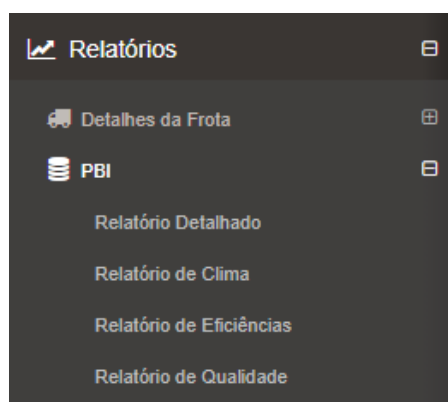 Relatórios
Detalhes da Frota
PBI
Relatório Detalhado
Relatório de Clima
Relatório de Eficiências
Relatório de Qualidade